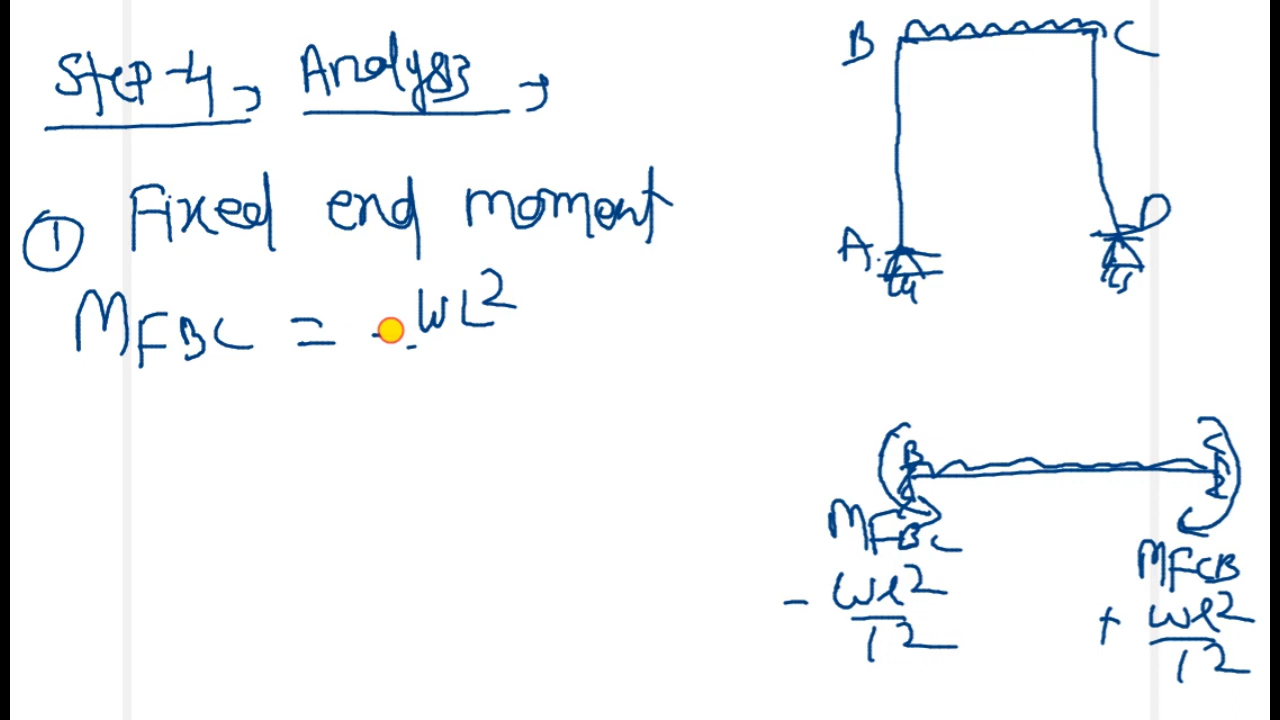 Step-4, Analysis,
① Fixed end moment
MFBC = - WL²
B C
A D
B C
MFBC
- wl²/12
MFCB
+ wl²/12